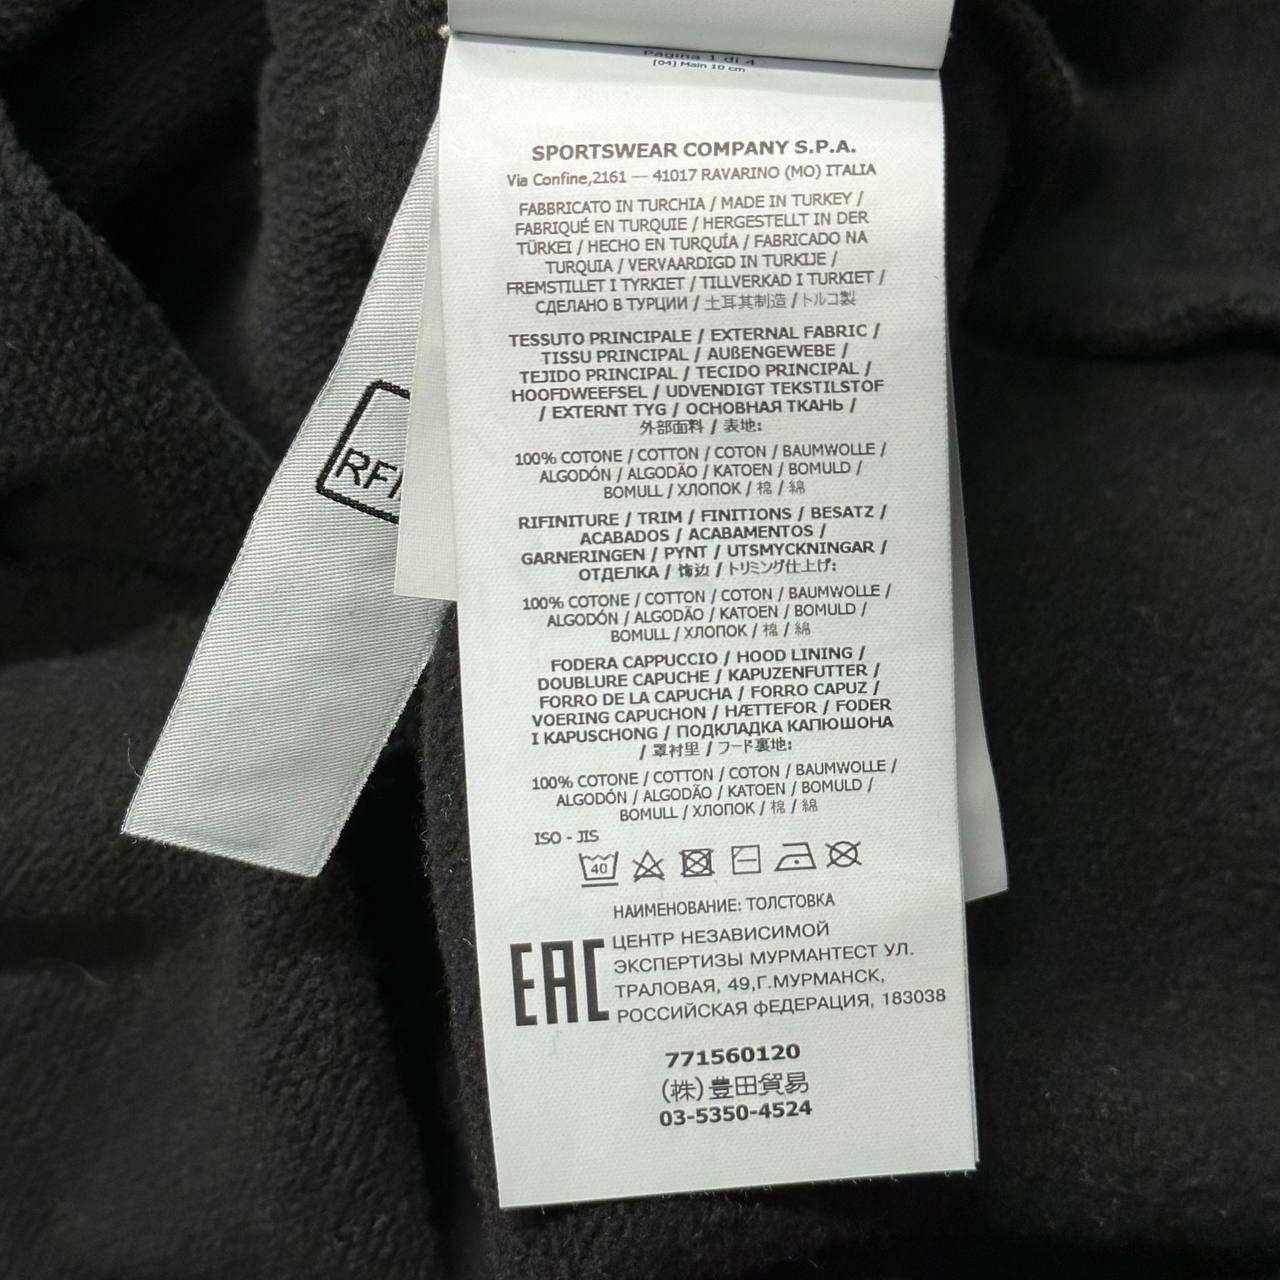 Pagina 1 di 4
[04] Main 10 cm
SPORTSWEAR COMPANY S.P.A.
Via Confine,2161 — 41017 RAVARINO (MO) ITALIA
FABBRICATO IN TURCHIA / MADE IN TURKEY /
FABRIQUÉ EN TURQUIE / HERGESTELLT IN DER
TÜRKEI / HECHO EN TURQUÍA / FABRICADO NA
TURQUIA / VERVAARDIGD IN TURKIJE /
FREMSTILLET I TYRKIET / TILLVERKAD I TURKIET /
СДЕЛАНО В ТУРЦИИ / 土耳其制造 / トルコ製
TESSUTO PRINCIPALE / EXTERNAL FABRIC /
TISSU PRINCIPAL / AUßENGEWEBE /
TEJIDO PRINCIPAL / TECIDO PRINCIPAL /
HOOFDWEEFSEL / UDVENDIGT TEKSTILSTOF
/ EXTERNT TYG / ОСНОВНАЯ ТКАНЬ /
外部面料 / 表地:
100% COTONE / COTTON / COTON / BAUMWOLLE /
ALGODÓN / ALGODÃO / KATOEN / BOMULD /
BOMULL / ХЛОПОК / 棉 / 綿
RIFINITURE / TRIM / FINITIONS / BESATZ /
ACABADOS / ACABAMENTOS /
GARNERINGEN / PYNT / UTSMYCKNINGAR /
ОТДЕЛКА / 饰边 / トリミング仕上げ:
100% COTONE / COTTON / COTON / BAUMWOLLE /
ALGODÓN / ALGODÃO / KATOEN / BOMULD /
BOMULL / ХЛОПОК / 棉 / 綿
FODERA CAPPUCCIO / HOOD LINING /
DOUBLURE CAPUCHE / KAPUZENFUTTER /
FORRO DE LA CAPUCHA / FORRO CAPUZ /
VOERING CAPUCHON / HÆTTEFOR / FODER
I KAPUSCHONG / ПОДКЛАДКА КАПЮШОНА
/ 罩衬里 / フード裏地:
100% COTONE / COTTON / COTON / BAUMWOLLE /
ALGODÓN / ALGODÃO / KATOEN / BOMULD /
BOMULL / ХЛОПОК / 棉 / 綿
ISO - JIS
40
НАИМЕНОВАНИЕ: ТОЛСТОВКА
EAC
ЦЕНТР НЕЗАВИСИМОЙ
ЭКСПЕРТИЗЫ МУРМАНТЕСТ УЛ.
ТРАЛОВАЯ, 49,Г.МУРМАНСК,
РОССИЙСКАЯ ФЕДЕРАЦИЯ, 183038
771560120
(株)豊田貿易
03-5350-4524